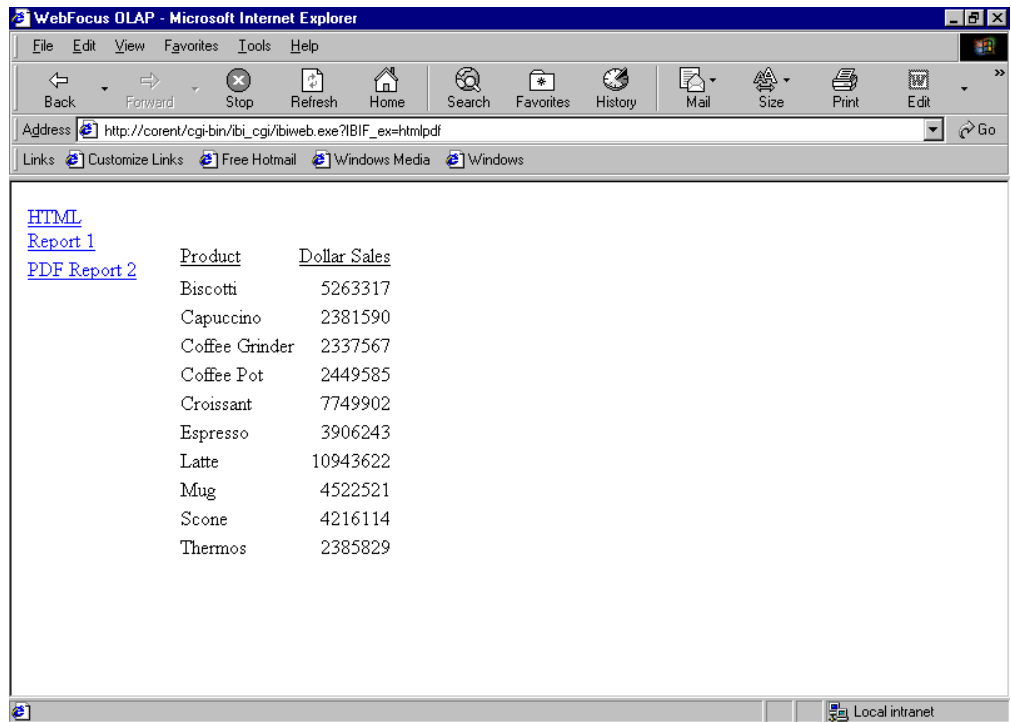 WebFocus OLAP - Microsoft Internet Explorer
File Edit View Favorites Tools Help
Back Forward Stop Refresh Home Search Favorites History Mail Size Print Edit »
Address http://corent/cgi-bin/ibi_cgi/ibiweb.exe?IBIF_ex=htmlpdf Go
Links Customize Links Free Hotmail Windows Media Windows
HTML
Report 1
PDF Report 2
Product Dollar Sales
Biscotti 5263317
Capuccino 2381590
Coffee Grinder 2337567
Coffee Pot 2449585
Croissant 7749902
Espresso 3906243
Latte 10943622
Mug 4522521
Scone 4216114
Thermos 2385829
Local intranet